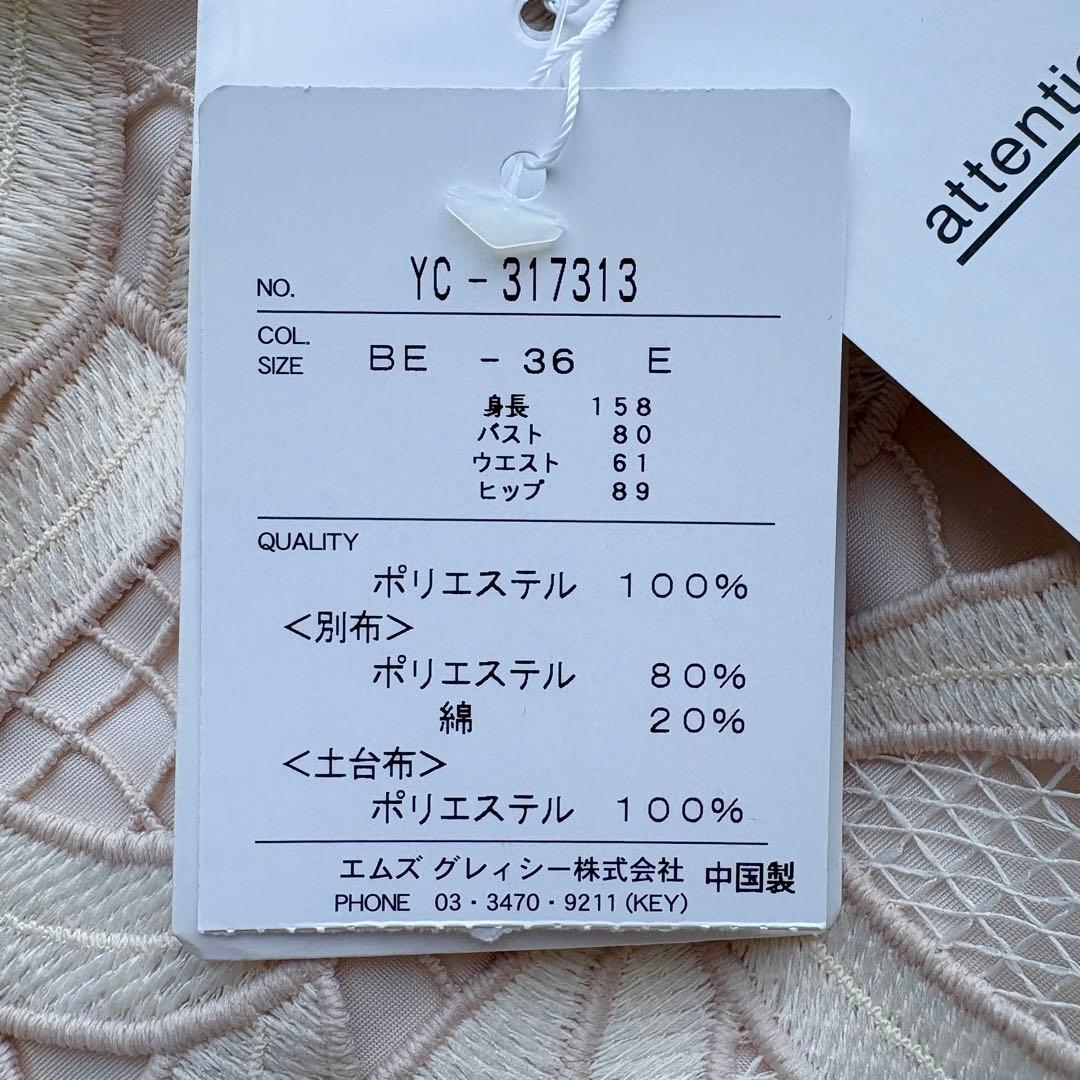 attenti
NO. YC-317313
COL.
SIZE BE -36 E
身長 158
バスト 80
ウエスト 61
ヒップ 89
QUALITY
ポリエステル 100%
<別布>
ポリエステル 80%
綿 20%
<土台布>
ポリエステル 100%
エムズ グレィシー株式会社 中国製
PHONE 03・3470・9211(KEY)